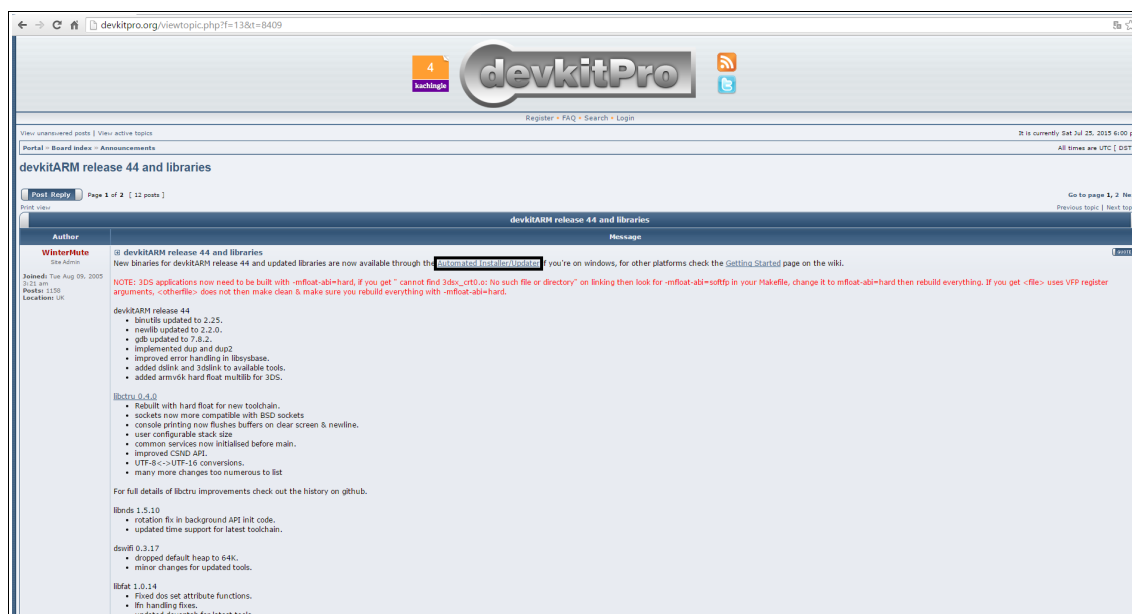 devkitpro.org/viewtopic.php?f=13&t=8409
4
kachingle
devkitPro
Register • FAQ • Search • Login
View unanswered posts | View active topics
It is currently Sat Jul 25, 2015 6:00 p
Portal » Board index » Announcements
All times are UTC [ DST
devkitARM release 44 and libraries
Post Reply
Page 1 of 2 [ 12 posts ]
Go to page 1, 2 Ne
Print view
Previous topic | Next top
devkitARM release 44 and libraries
Author
Message
WinterMute
Site Admin
Joined: Tue Aug 09, 2005
3:21 am
Posts: 1158
Location: UK
devkitARM release 44 and libraries
New binaries for devkitARM release 44 and updated libraries are now available through the Automated Installer/Updater if you're on windows, for other platforms check the Getting Started page on the wiki.
NOTE: 3DS applications now need to be built with -mfloat-abi=hard, if you get " cannot find 3dsx_crt0.o: No such file or directory" on linking then look for -mfloat-abi=softfp in your Makefile, change it to mfloat-abi=hard then rebuild everything. If you get <file> uses VFP register
arguments, <otherfile> does not then make clean & make sure you rebuild everything with -mfloat-abi=hard.
devkitARM release 44
• binutils updated to 2.25.
• newlib updated to 2.2.0.
• gdb updated to 7.8.2.
• implemented dup and dup2
• improved error handling in libsysbase.
• added dslink and 3dslink to available tools.
• added armv6k hard float multilib for 3DS.
libctru 0.4.0
• Rebuilt with hard float for new toolchain.
• sockets now more compatible with BSD sockets
• console printing now flushes buffers on clear screen & newline.
• user configurable stack size
• common services now initialised before main.
• improved CSND API.
• UTF-8<->UTF-16 conversions.
• many more changes too numerous to list
For full details of libctru improvements check out the history on github.
libnds 1.5.10
• rotation fix in background API init code.
• updated time support for latest toolchain.
dswifi 0.3.17
• dropped default heap to 64K.
• minor changes for updated tools.
libfat 1.0.14
• Fixed dos set attribute functions.
• lfn handling fixes.